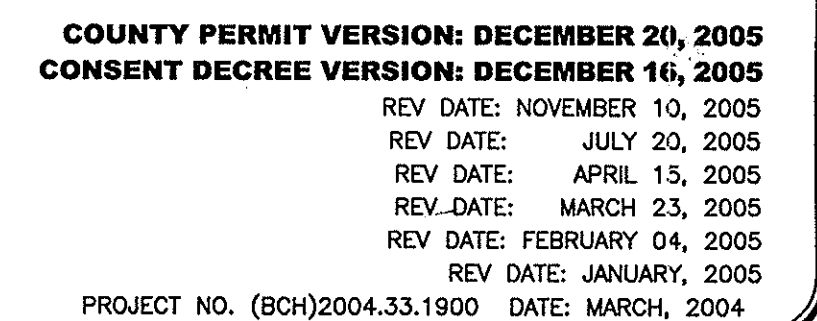 COUNTY PERMIT VERSION: DECEMBER 20, 2005
CONSENT DECREE VERSION: DECEMBER 16, 2005
REV DATE: NOVEMBER 10, 2005
REV DATE: JULY 20, 2005
REV DATE: APRIL 15, 2005
REV DATE: MARCH 23, 2005
REV DATE: FEBRUARY 04, 2005
REV DATE: JANUARY, 2005
PROJECT NO. (BCH)2004.33.1900 DATE: MARCH, 2004